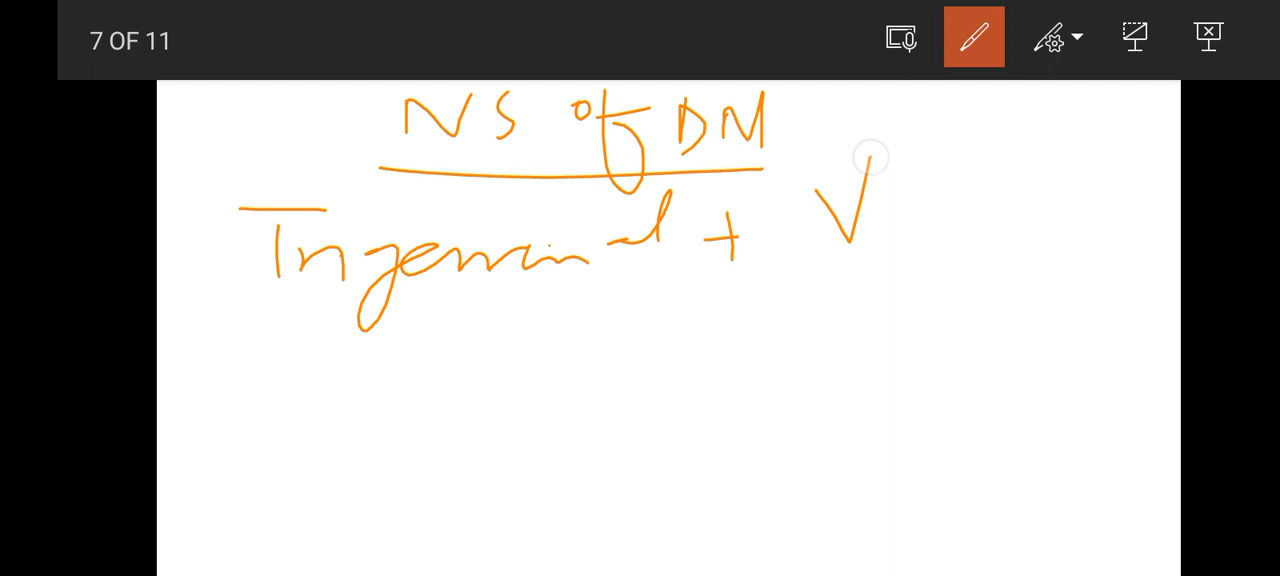 7 OF 11
NS of DM
Trigeminal + V